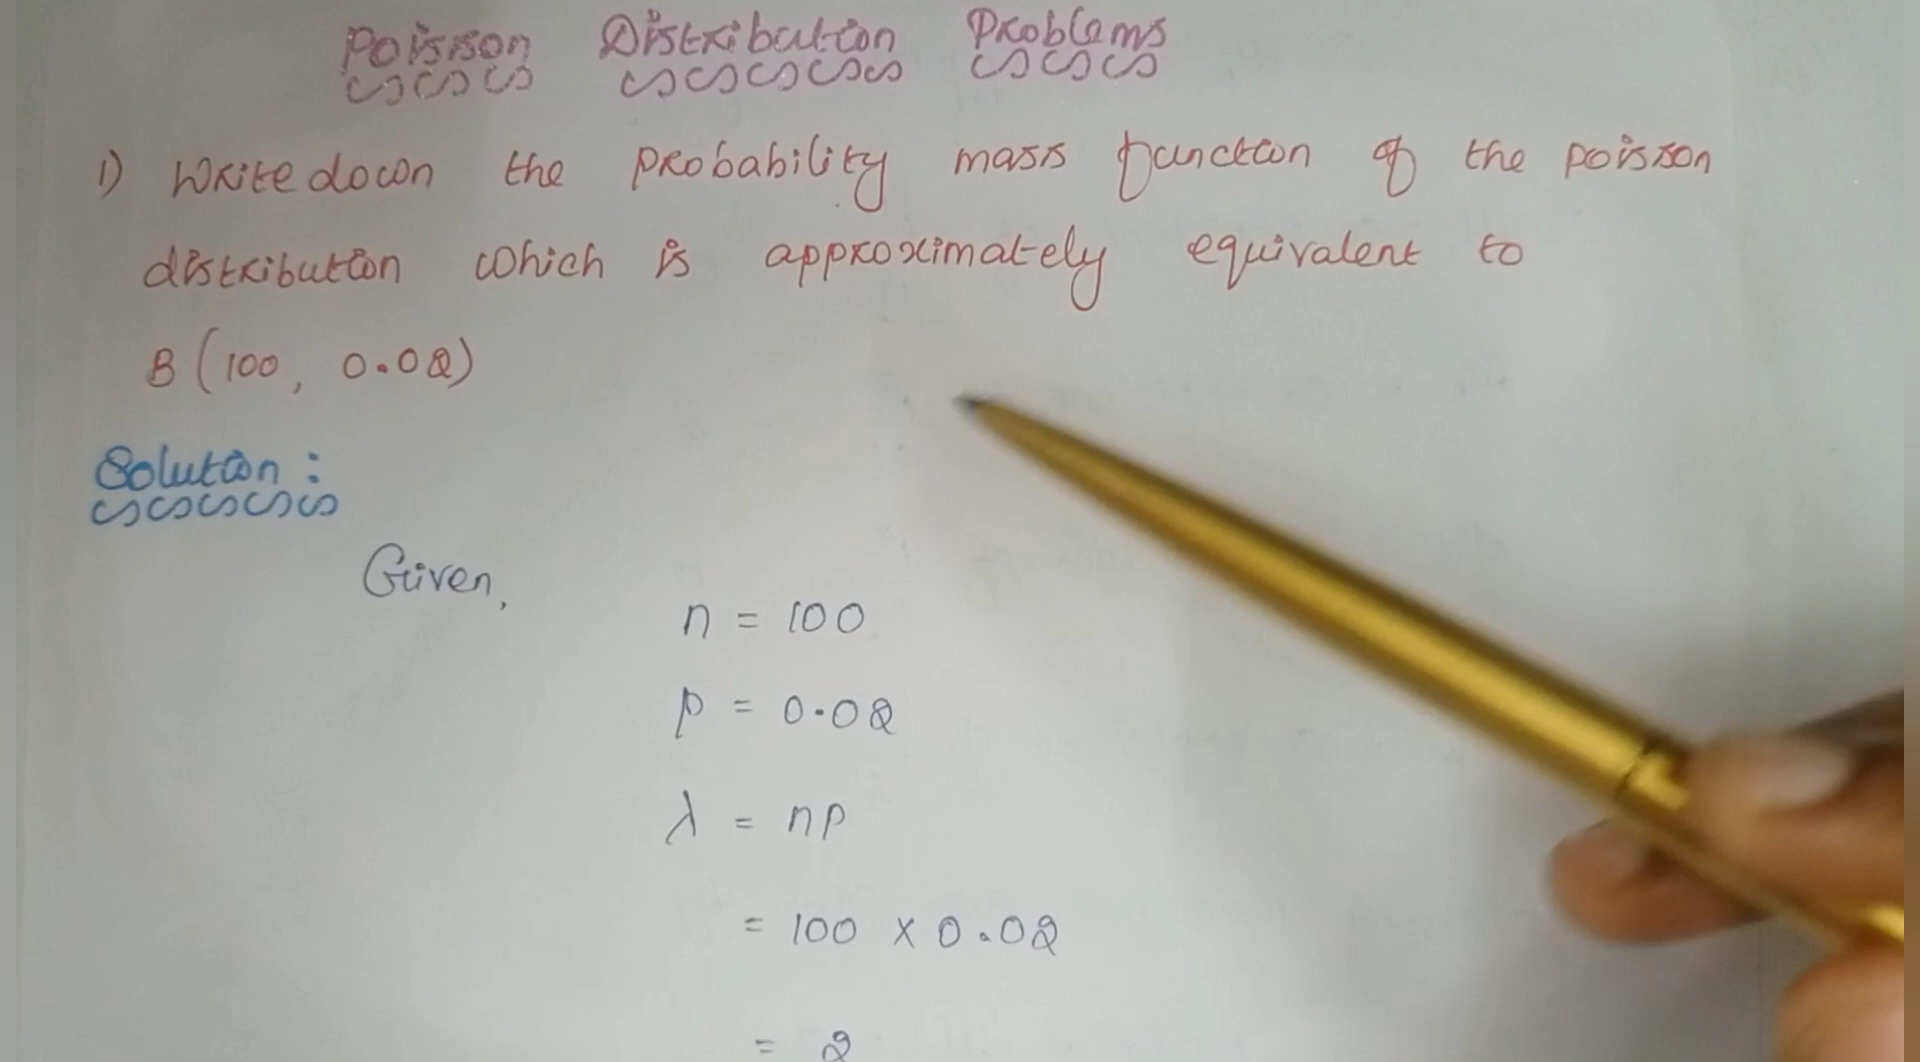 Poisson Distribution Problems
1) Write down the probability mass function of the poisson
distribution which is approximately equivalent to
B (100, 0.02)
Solution :
Given,
n = 100
p = 0.02
λ = np
= 100 x 0.02
= 2